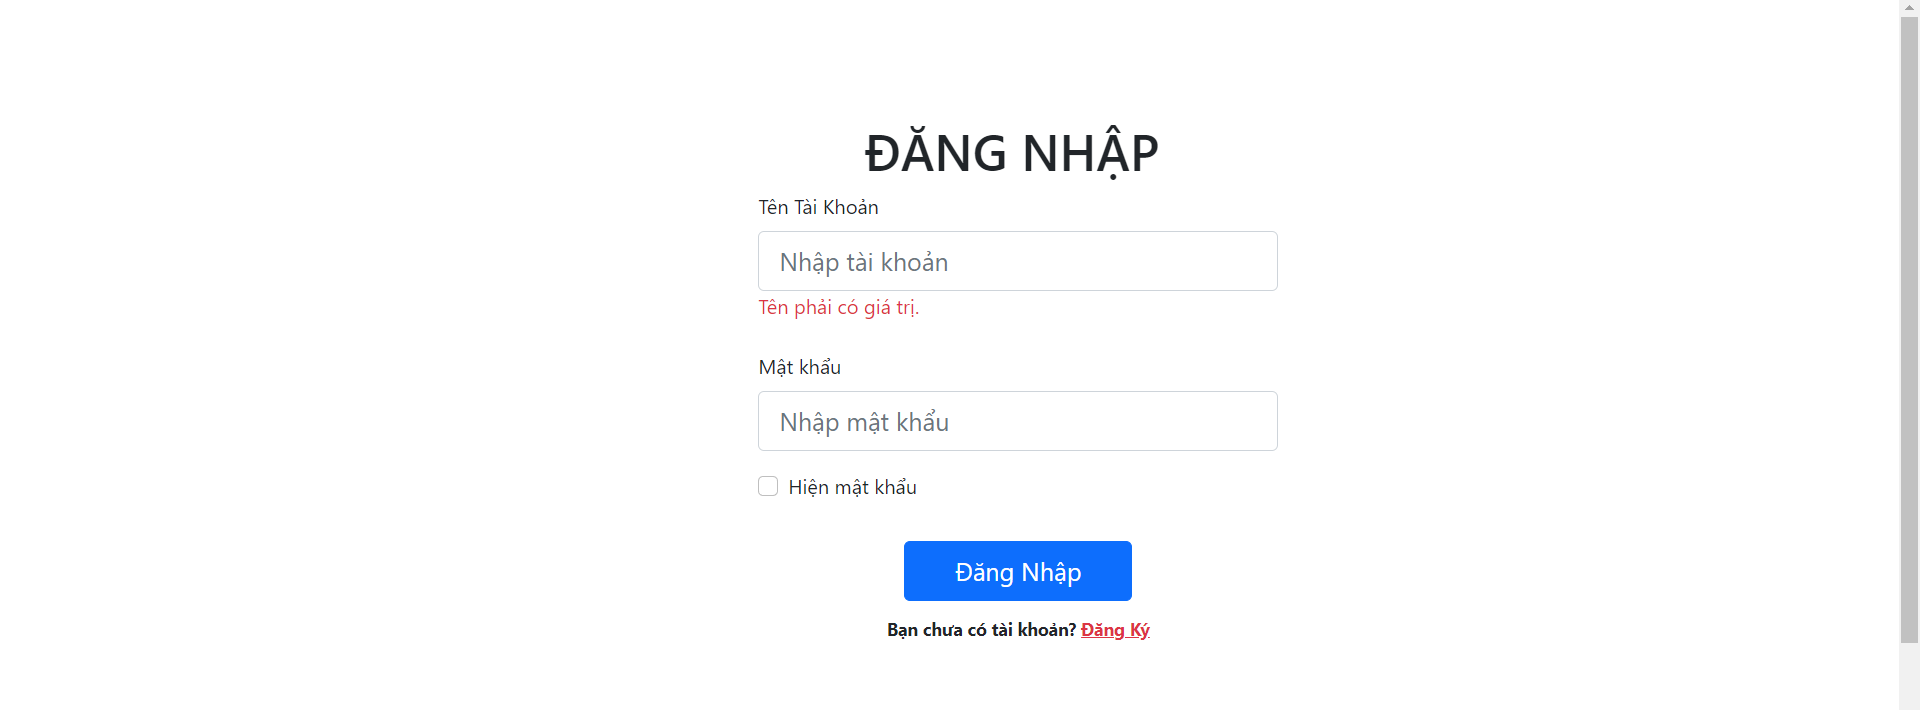 ĐĂNG NHẬP
Tên Tài Khoản
Nhập tài khoản
Tên phải có giá trị.
Mật khẩu
Nhập mật khẩu
Hiện mật khẩu
Đăng Nhập
Bạn chưa có tài khoản? Đăng Ký